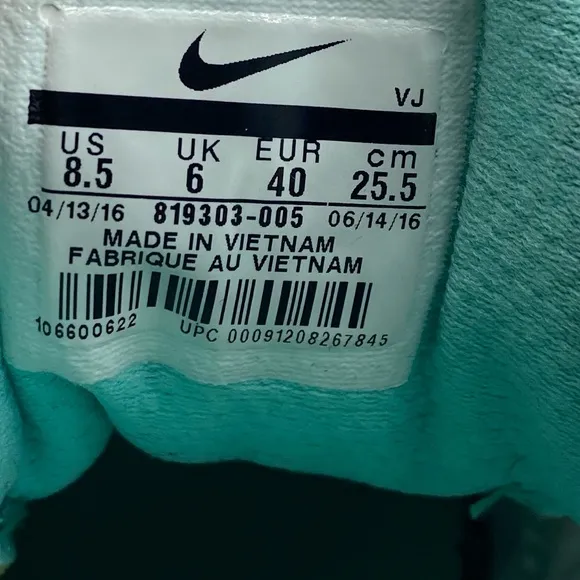 VJ
US UK EUR cm
8.5 6 40 25.5
04/13/16 819303-005 06/14/16
MADE IN VIETNAM
FABRIQUE AU VIETNAM
106600622 UPC 00091208267845